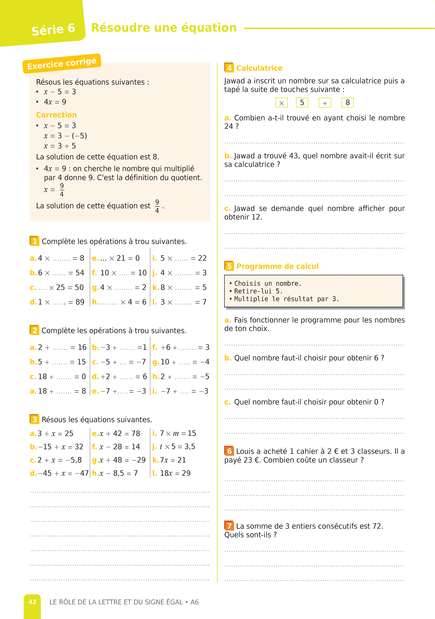 Série 6
Résoudre une équation
Exercice corrigé
Résous les équations suivantes :
• x – 5 = 3
• 4x = 9
Correction
• x – 5 = 3
x = 3 – (–5)
x = 3 + 5
La solution de cette équation est 8.
• 4x = 9 : on cherche le nombre qui multiplié
par 4 donne 9. C'est la définition du quotient.
x = 9/4
La solution de cette équation est 9/4 .
1 Complète les opérations à trou suivantes.
a. 4 × ........ = 8 e. ... × 21 = 0 i. 5 × ...... = 22
b. 6 × ...... = 54 f. 10 × .... = 10 j. 4 × ........ = 3
c. ..... × 25 = 50 g. 4 × ........ = 2 k. 8 × ........ = 5
d. 1 × ...... = 89 h. ........ × 4 = 6 l. 3 × ........ = 7
2 Complète les opérations à trou suivantes.
a. 2 + ........ = 16 b. –3 + ........ =1 f. +6 +........= 3
b. 5 + ........ = 15 c. –5 + ... = –7 g. 10 + ...... = –4
c. 18 + ........ = 0 d. +2 + ....... = 6 h. 2 + ....... = –5
a. 18 + ....... = 8 e. –7 +.....= –3 i. –7 + .... = –3
3 Résous les équations suivantes.
a. 3 + x = 25 e. x + 42 = 78 i. 7 × m = 15
b. –15 + x = 32 f. x – 28 = 14 j. t × 5 = 3,5
c. 2 + x = –5,8 g. x + 48 = –29 k. 7x = 21
d. –45 + x = –47 h. x – 8,5 = 7 l. 18x = 29
4 Calculatrice
Jawad a inscrit un nombre sur sa calculatrice puis a
tapé la suite de touches suivante :
× 5 + 8
a. Combien a-t-il trouvé en ayant choisi le nombre
24 ?
b. Jawad a trouvé 43, quel nombre avait-il écrit sur
sa calculatrice ?
c. Jawad se demande quel nombre afficher pour
obtenir 12.
5 Programme de calcul
• Choisis un nombre.
• Retire-lui 5.
• Multiplie le résultat par 3.
a. Fais fonctionner le programme pour les nombres
de ton choix.
b. Quel nombre faut-il choisir pour obtenir 6 ?
c. Quel nombre faut-il choisir pour obtenir 0 ?
6 Louis a acheté 1 cahier à 2 € et 3 classeurs. Il a
payé 23 €. Combien coûte un classeur ?
7 La somme de 3 entiers consécutifs est 72.
Quels sont-ils ?
42 LE RÔLE DE LA LETTRE ET DU SIGNE ÉGAL • A6